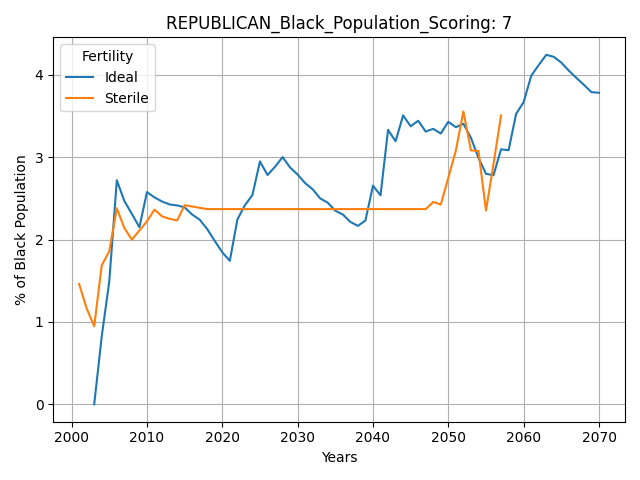 REPUBLICAN_Black_Population_Scoring: 7
Fertility
Ideal
Sterile
% of Black Population
4
3
2
1
0
2000 2010 2020 2030 2040 2050 2060 2070
Years